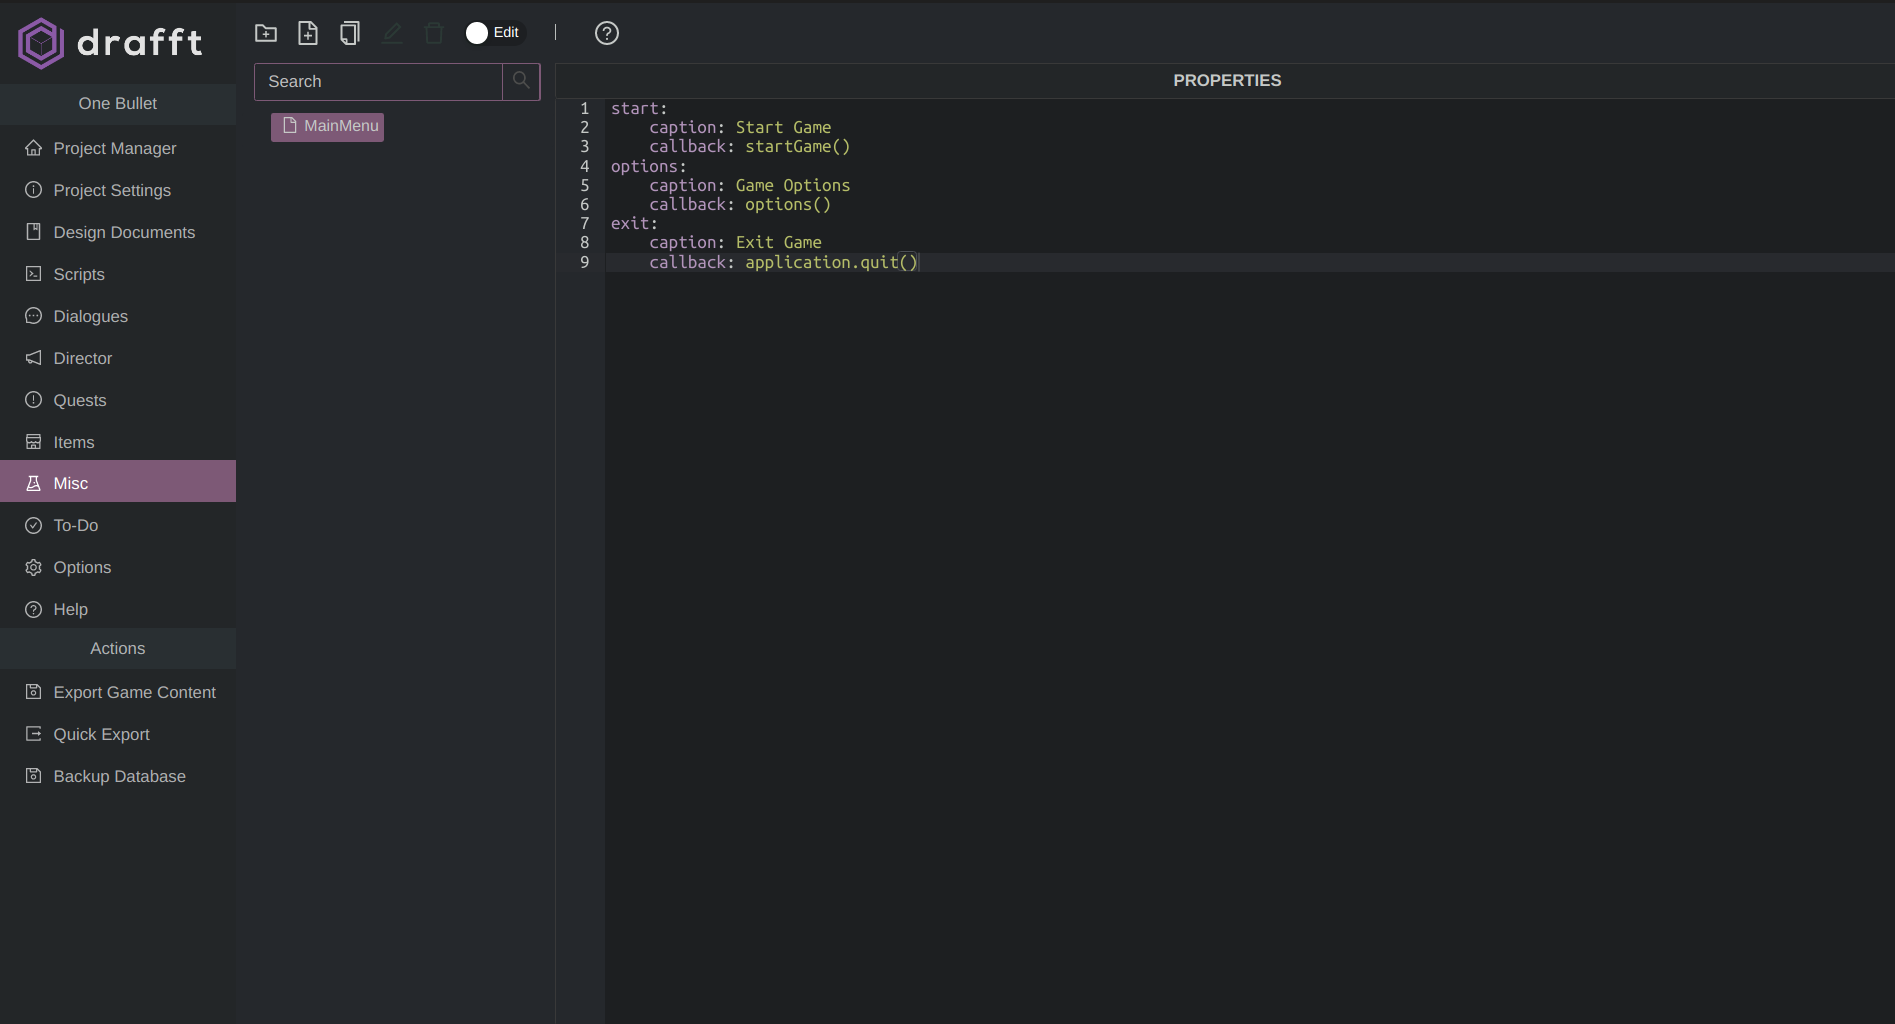 drafft
One Bullet
Project Manager
Project Settings
Design Documents
Scripts
Dialogues
Director
Quests
Items
Misc
To-Do
Options
Help
Actions
Export Game Content
Quick Export
Backup Database
Edit
Search
MainMenu
PROPERTIES
1 start:
2     caption: Start Game
3     callback: startGame()
4 options:
5     caption: Game Options
6     callback: options()
7 exit:
8     caption: Exit Game
9     callback: application.quit()